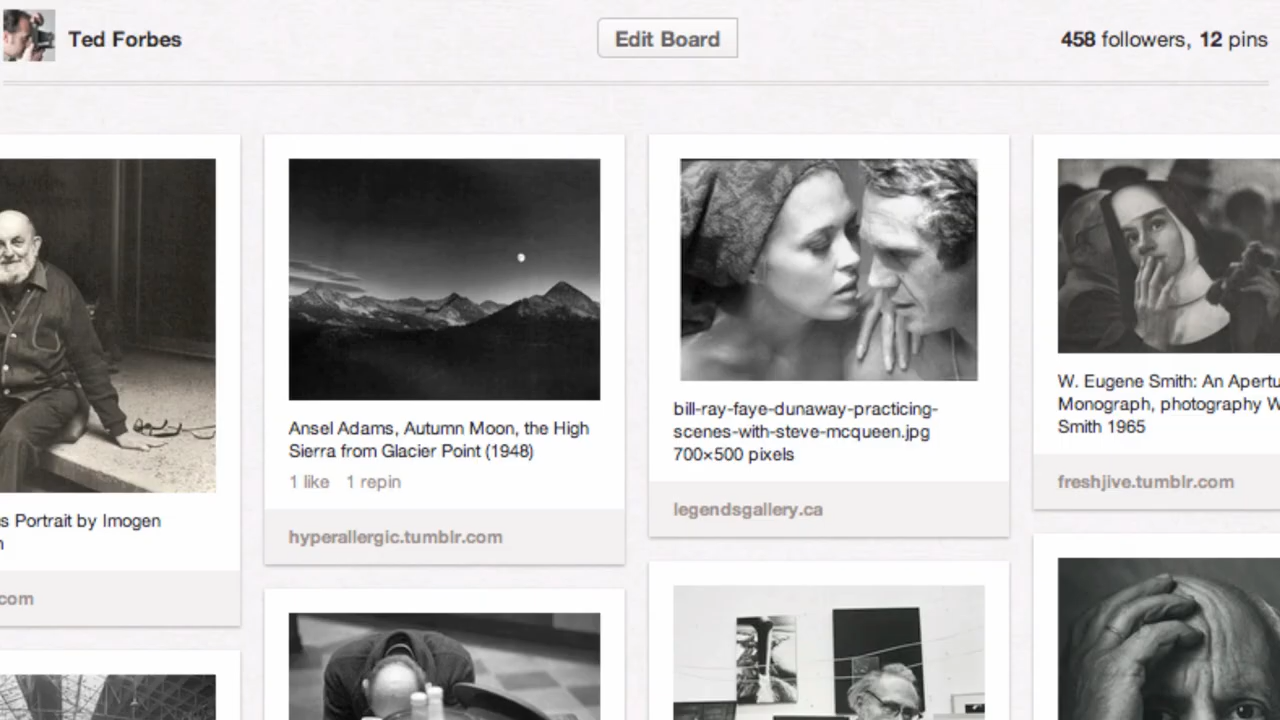 Ted Forbes
Edit Board
458 followers, 12 pins
s Portrait by Imogen
n
com
Ansel Adams, Autumn Moon, the High
Sierra from Glacier Point (1948)
1 like 1 repin
hyperallergic.tumblr.com
bill-ray-faye-dunaway-practicing-
scenes-with-steve-mcqueen.jpg
700×500 pixels
legendsgallery.ca
W. Eugene Smith: An Apertu
Monograph, photography W
Smith 1965
freshjive.tumblr.com